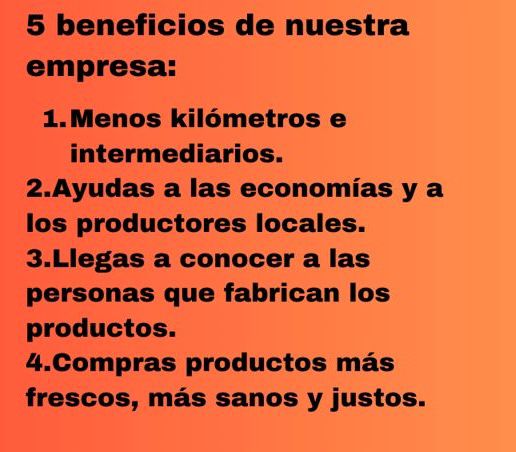 5 beneficios de nuestra
empresa:
1.Menos kilómetros e
intermediarios.
2.Ayudas a las economías y a
los productores locales.
3.Llegas a conocer a las
personas que fabrican los
productos.
4.Compras productos más
frescos, más sanos y justos.